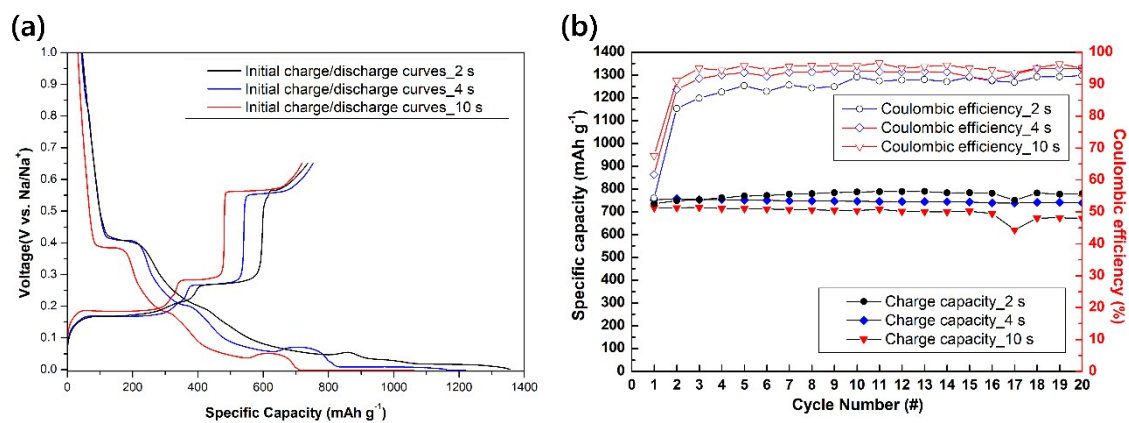 (a)
1.0
0.9
0.8
0.7
0.6
0.5
0.4
0.3
0.2
0.1
0.0
Voltage(V vs. Na/Na+)
Initial charge/discharge curves_2 s
Initial charge/discharge curves_4 s
Initial charge/discharge curves_10 s
0 200 400 600 800 1000 1200 1400
Specific Capacity (mAh g-1)
(b)
1400
1300
1200
1100
1000
900
800
700
600
500
400
300
200
100
0
Specific capacity (mAh g-1)
Coulombic efficiency_2 s
Coulombic efficiency_4 s
Coulombic efficiency_10 s
Charge capacity_2 s
Charge capacity_4 s
Charge capacity_10 s
100
90
80
70
60
50
40
30
20
10
0
Coulombic efficiency (%)
0 1 2 3 4 5 6 7 8 9 10 11 12 13 14 15 16 17 18 19 20
Cycle Number (#)